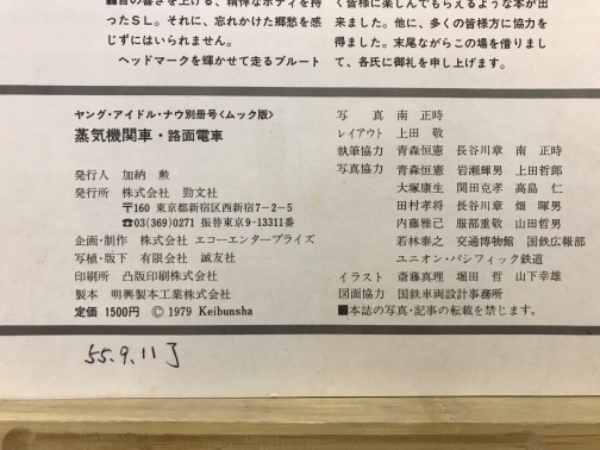 轟音の響きを上げる、精悍なボディを持
ったSL。それに、忘れかけた郷愁を感
じずにはいられません。
ヘッドマークを輝かせて走るブルート
く皆様に楽しんでもらえるような本が出
来ました。他に、多くの皆様方に協力を
得ました。末尾ながらこの場を借りまし
て、各氏に御礼を申し上げます。
ヤング・アイドル・ナウ別册号〈ムック版〉
蒸気機関車・路面電車
発行人 加納 勲
発行所 株式会社 勁文社
〒160 東京都新宿区西新宿7-2-5
☎03(369)0271 振替東京9-13311番
企画・制作 株式会社 エコーエンタープライズ
写植・版下 有限会社 誠友社
印刷所 凸版印刷株式会社
製本 明興製本工業株式会社
定価 1500円 © 1979 Keibunsha
写 真 南 正時
レイアウト 上田 敬
執筆協力 青森恒憲 長谷川章 南 正時
写真協力 青森恒憲 岩瀬輝男 上田哲郎
大塚康生 関田克孝 高島 仁
田村孝将 長谷川章 畑 暉男
内藤雅己 服部重敬 山田哲男
若林泰之 交通博物館 国鉄広報部
ユニオン・パシフィック鉄道
イラスト 斎藤真理 堀田 哲 山下幸雄
図面協力 国鉄車両設計事務所
■本誌の写真・記事の転載を禁じます。
55.9.11